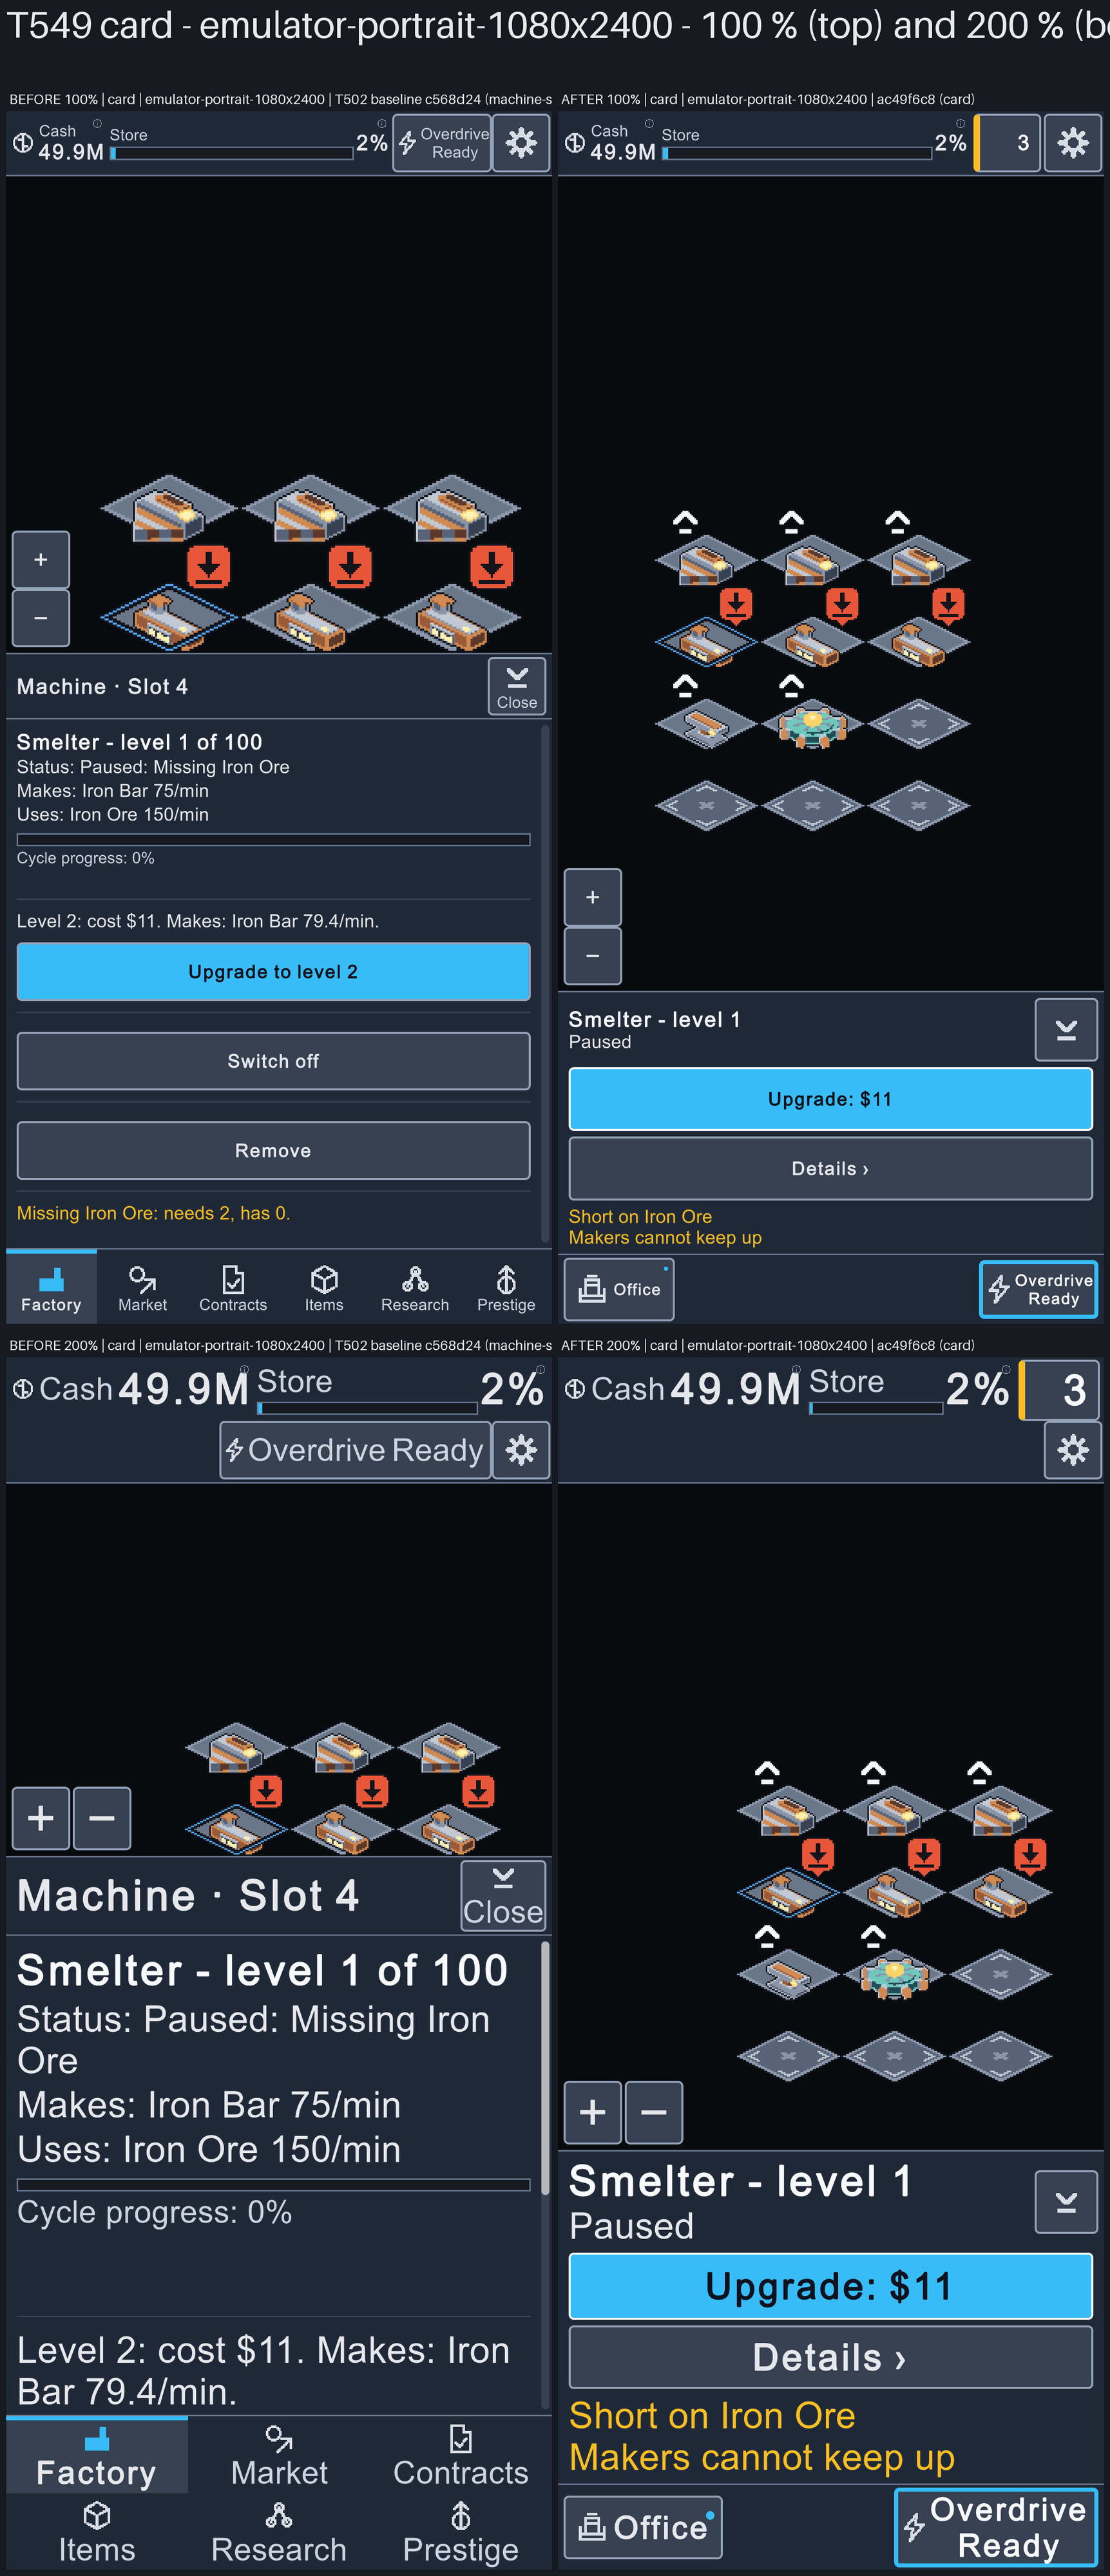 T549 card - emulator-portrait-1080x2400 - 100 % (top) and 200 % (b
BEFORE 100% | card | emulator-portrait-1080x2400 | T502 baseline c568d24 (machine-s
Cash
49.9M
Store
2%
Overdrive
Ready
+
−
Machine · Slot 4
Close
Smelter - level 1 of 100
Status: Paused: Missing Iron Ore
Makes: Iron Bar 75/min
Uses: Iron Ore 150/min
Cycle progress: 0%
Level 2: cost $11. Makes: Iron Bar 79.4/min.
Upgrade to level 2
Switch off
Remove
Missing Iron Ore: needs 2, has 0.
Factory
Market
Contracts
Items
Research
Prestige
AFTER 100% | card | emulator-portrait-1080x2400 | ac49f6c8 (card)
Cash
49.9M
Store
2%
3
+
−
Smelter - level 1
Paused
Upgrade: $11
Details ›
Short on Iron Ore
Makers cannot keep up
Office
Overdrive
Ready
BEFORE 200% | card | emulator-portrait-1080x2400 | T502 baseline c568d24 (machine-s
Cash 49.9M
Store
2%
Overdrive Ready
+ −
Machine · Slot 4
Close
Smelter - level 1 of 100
Status: Paused: Missing Iron
Ore
Makes: Iron Bar 75/min
Uses: Iron Ore 150/min
Cycle progress: 0%
Level 2: cost $11. Makes: Iron
Bar 79.4/min.
Factory
Market
Contracts
Items
Research
Prestige
AFTER 200% | card | emulator-portrait-1080x2400 | ac49f6c8 (card)
Cash 49.9M
Store
2%
3
+ −
Smelter - level 1
Paused
Upgrade: $11
Details ›
Short on Iron Ore
Makers cannot keep up
Office
Overdrive
Ready